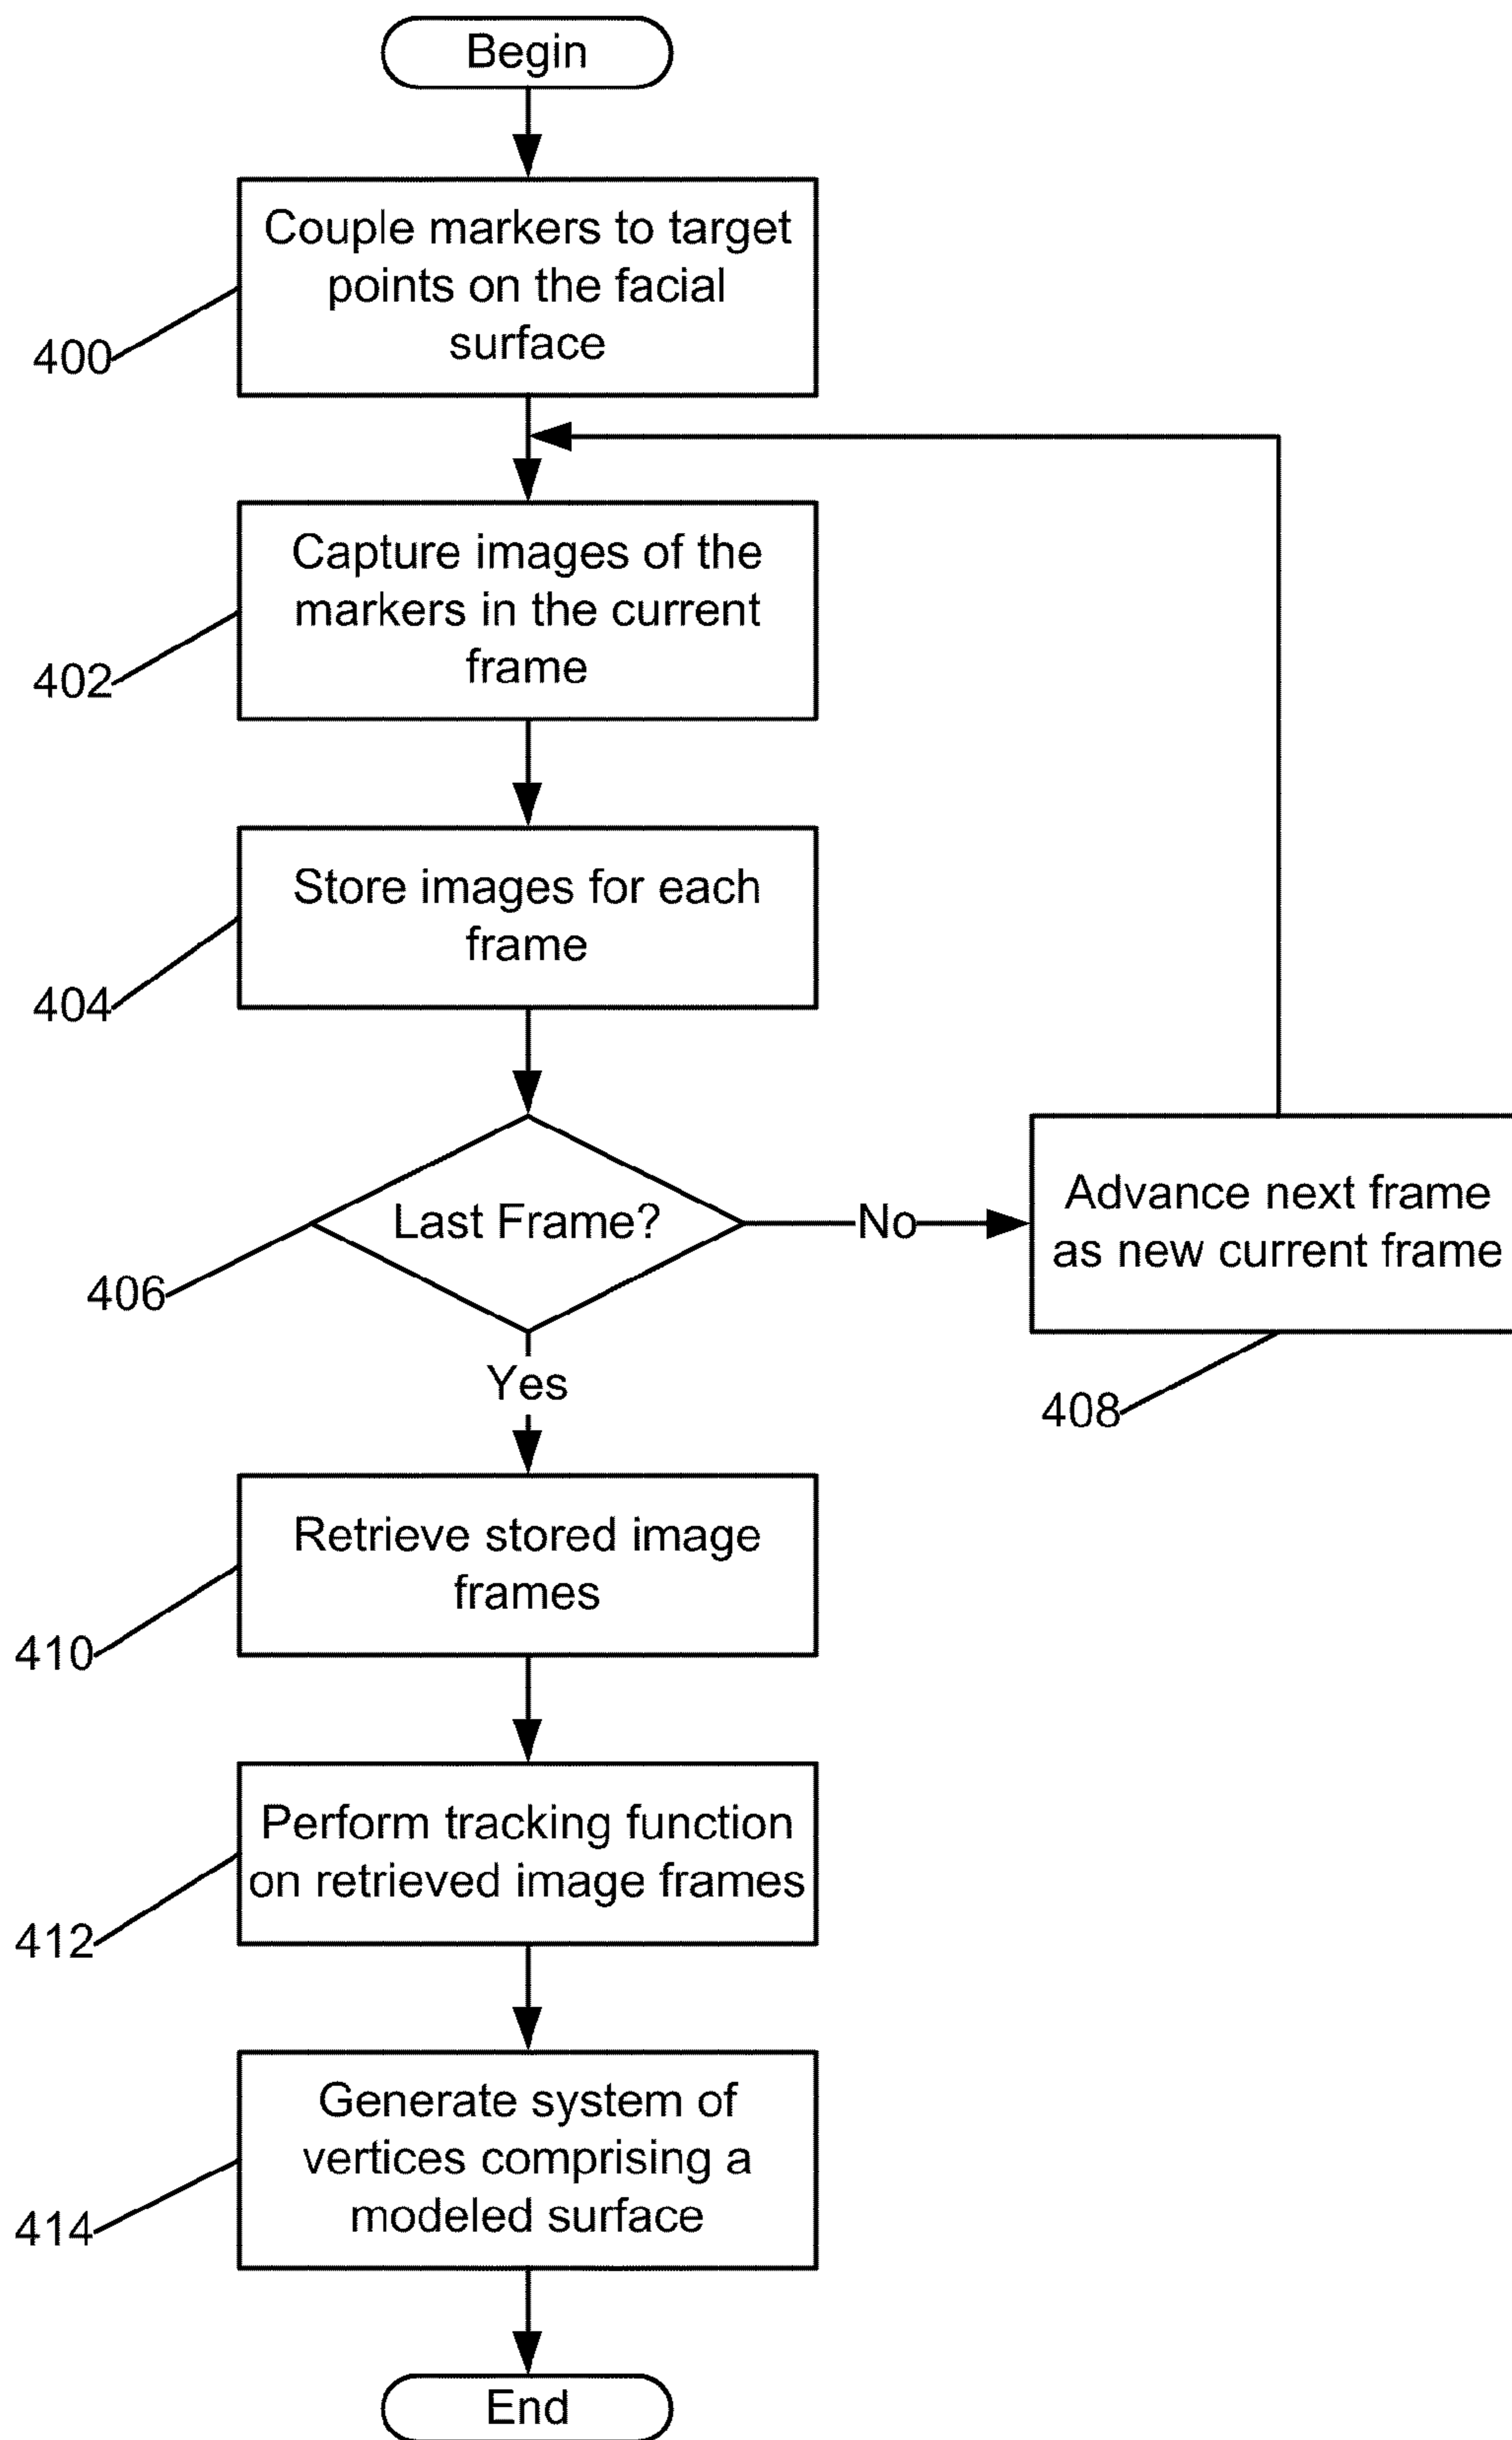 Begin
Couple markers to target
points on the facial
surface
400
Capture images of the
markers in the current
frame
402
Store images for each
frame
404
Last Frame?
No
Advance next frame
as new current frame
406
408
Yes
Retrieve stored image
frames
410
Perform tracking function
on retrieved image frames
412
Generate system of
vertices comprising a
modeled surface
414
End